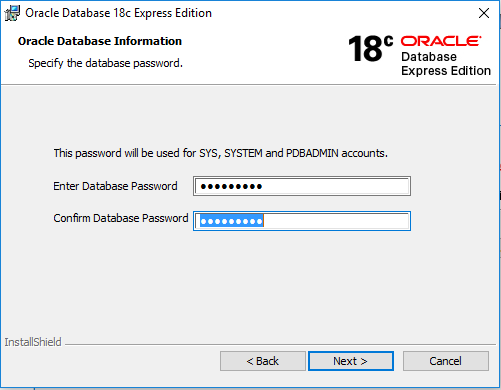 Oracle Database 18c Express Edition
Oracle Database Information
Specify the database password.
18c ORACLE
Database
Express Edition
This password will be used for SYS, SYSTEM and PDBADMIN accounts.
Enter Database Password ●●●●●●●●●
Confirm Database Password ●●●●●●●●●
InstallShield
< Back Next > Cancel